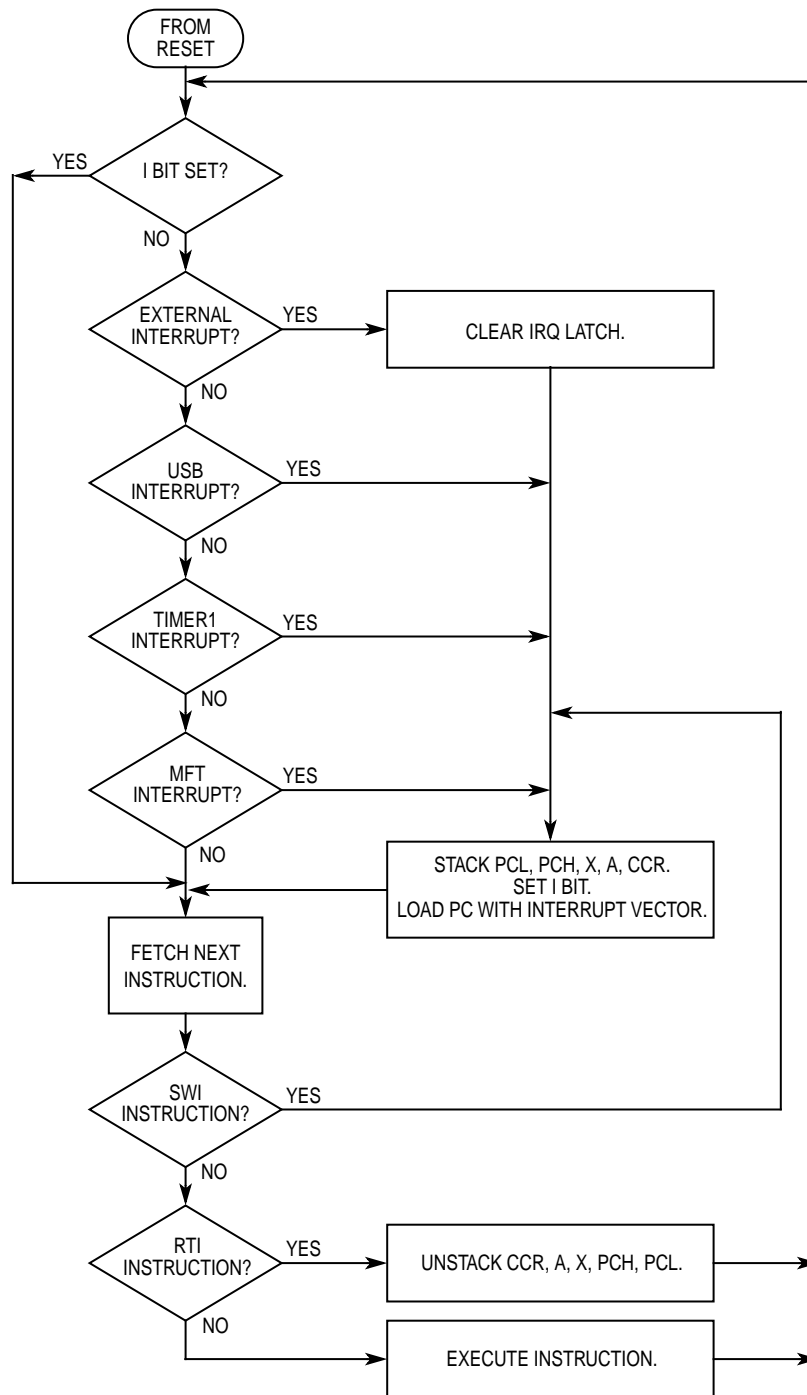 FROM
RESET
YES
I BIT SET?
NO
EXTERNAL
INTERRUPT?
YES
CLEAR IRQ LATCH.
NO
USB
INTERRUPT?
YES
NO
TIMER1
INTERRUPT?
YES
NO
MFT
INTERRUPT?
YES
NO
STACK PCL, PCH, X, A, CCR.
SET I BIT.
LOAD PC WITH INTERRUPT VECTOR.
FETCH NEXT
INSTRUCTION.
SWI
INSTRUCTION?
YES
NO
RTI
INSTRUCTION?
YES
UNSTACK CCR, A, X, PCH, PCL.
NO
EXECUTE INSTRUCTION.